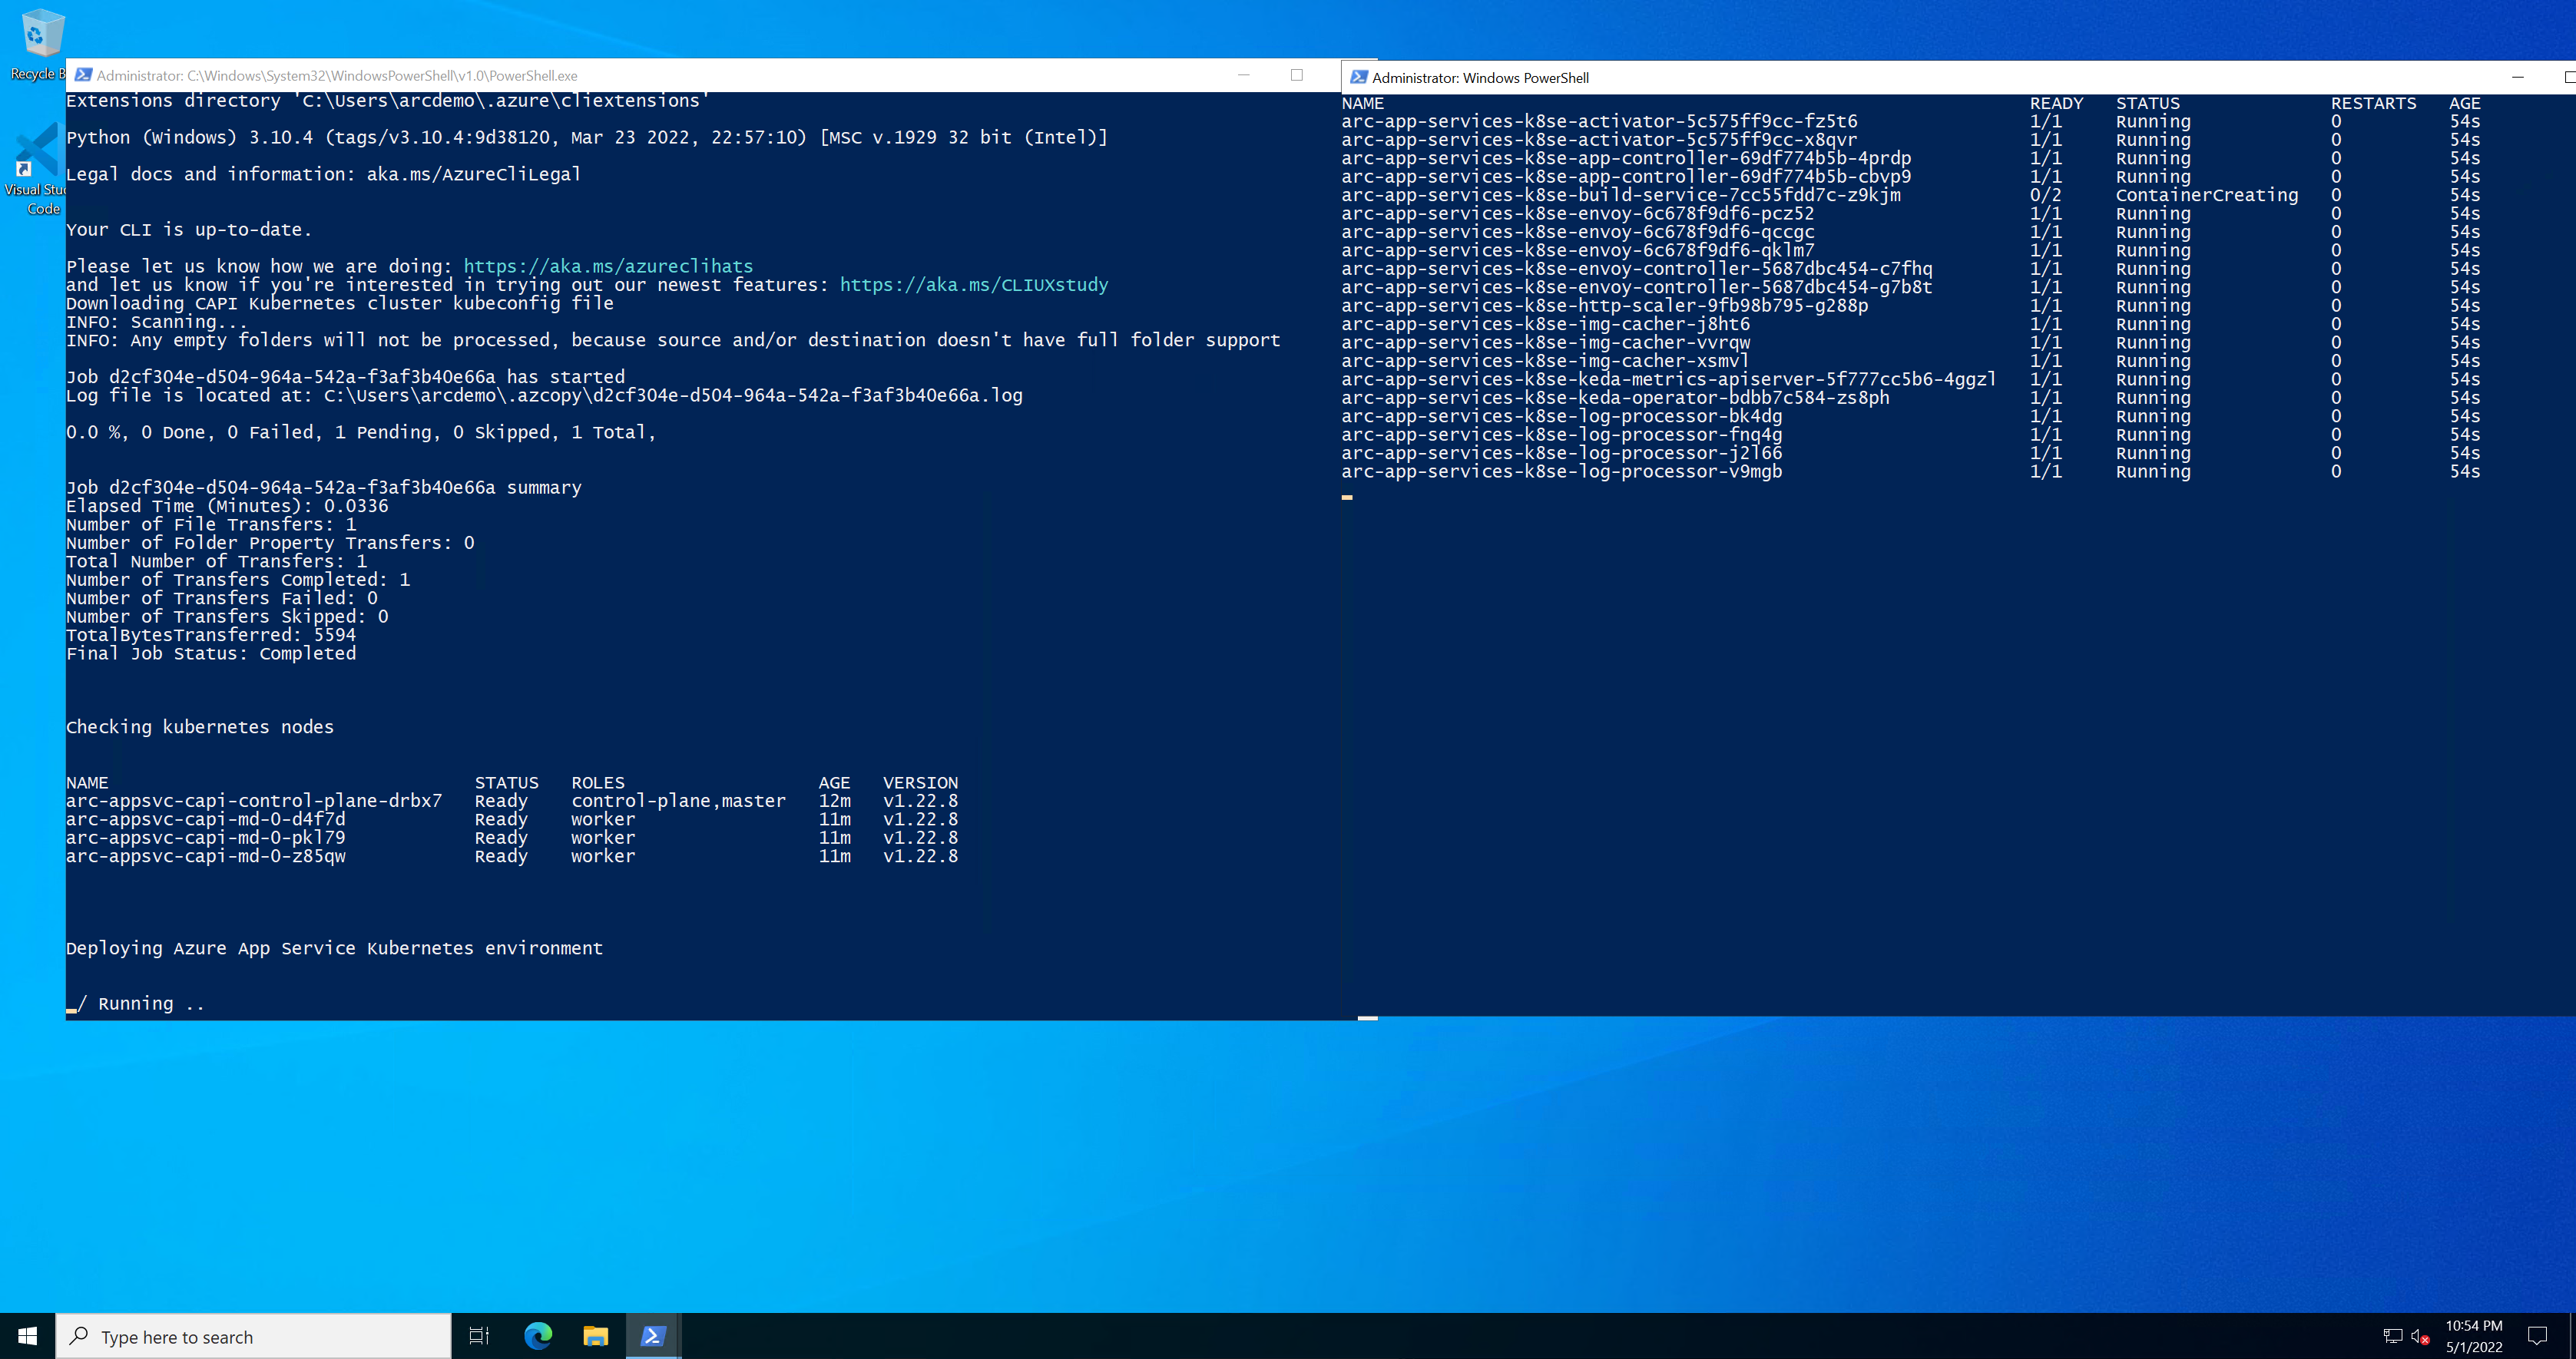 Recycle B
Visual Stu
Code
Administrator: C:\Windows\System32\WindowsPowerShell\v1.0\PowerShell.exe
Extensions directory 'C:\Users\arcdemo\.azure\cliextensions'
Python (Windows) 3.10.4 (tags/v3.10.4:9d38120, Mar 23 2022, 22:57:10) [MSC v.1929 32 bit (Intel)]
Legal docs and information: aka.ms/AzureCliLegal
Your CLI is up-to-date.
Please let us know how we are doing: https://aka.ms/azureclihats
and let us know if you're interested in trying out our newest features: https://aka.ms/CLIUXstudy
Downloading CAPI Kubernetes cluster kubeconfig file
INFO: Scanning...
INFO: Any empty folders will not be processed, because source and/or destination doesn't have full folder support
Job d2cf304e-d504-964a-542a-f3af3b40e66a has started
Log file is located at: C:\Users\arcdemo\.azcopy\d2cf304e-d504-964a-542a-f3af3b40e66a.log
0.0 %, 0 Done, 0 Failed, 1 Pending, 0 Skipped, 1 Total,
Job d2cf304e-d504-964a-542a-f3af3b40e66a summary
Elapsed Time (Minutes): 0.0336
Number of File Transfers: 1
Number of Folder Property Transfers: 0
Total Number of Transfers: 1
Number of Transfers Completed: 1
Number of Transfers Failed: 0
Number of Transfers Skipped: 0
TotalBytesTransferred: 5594
Final Job Status: Completed
Checking kubernetes nodes
NAME STATUS ROLES AGE VERSION
arc-appsvc-capi-control-plane-drbx7 Ready control-plane,master 12m v1.22.8
arc-appsvc-capi-md-0-d4f7d Ready worker 11m v1.22.8
arc-appsvc-capi-md-0-pkl79 Ready worker 11m v1.22.8
arc-appsvc-capi-md-0-z85qw Ready worker 11m v1.22.8
Deploying Azure App Service Kubernetes environment
/ Running ..
Administrator: Windows PowerShell
NAME READY STATUS RESTARTS AGE
arc-app-services-k8se-activator-5c575ff9cc-fz5t6 1/1 Running 0 54s
arc-app-services-k8se-activator-5c575ff9cc-x8qvr 1/1 Running 0 54s
arc-app-services-k8se-app-controller-69df774b5b-4prdp 1/1 Running 0 54s
arc-app-services-k8se-app-controller-69df774b5b-cbvp9 1/1 Running 0 54s
arc-app-services-k8se-build-service-7cc55fdd7c-z9kjm 0/2 ContainerCreating 0 54s
arc-app-services-k8se-envoy-6c678f9df6-pcz52 1/1 Running 0 54s
arc-app-services-k8se-envoy-6c678f9df6-qccgc 1/1 Running 0 54s
arc-app-services-k8se-envoy-6c678f9df6-qklm7 1/1 Running 0 54s
arc-app-services-k8se-envoy-controller-5687dbc454-c7fhq 1/1 Running 0 54s
arc-app-services-k8se-envoy-controller-5687dbc454-g7b8t 1/1 Running 0 54s
arc-app-services-k8se-http-scaler-9fb98b795-g288p 1/1 Running 0 54s
arc-app-services-k8se-img-cacher-j8ht6 1/1 Running 0 54s
arc-app-services-k8se-img-cacher-vvrqw 1/1 Running 0 54s
arc-app-services-k8se-img-cacher-xsmvl 1/1 Running 0 54s
arc-app-services-k8se-keda-metrics-apiserver-5f777cc5b6-4ggzl 1/1 Running 0 54s
arc-app-services-k8se-keda-operator-bdbb7c584-zs8ph 1/1 Running 0 54s
arc-app-services-k8se-log-processor-bk4dg 1/1 Running 0 54s
arc-app-services-k8se-log-processor-fnq4g 1/1 Running 0 54s
arc-app-services-k8se-log-processor-j2l66 1/1 Running 0 54s
arc-app-services-k8se-log-processor-v9mgb 1/1 Running 0 54s
Type here to search
10:54 PM
5/1/2022